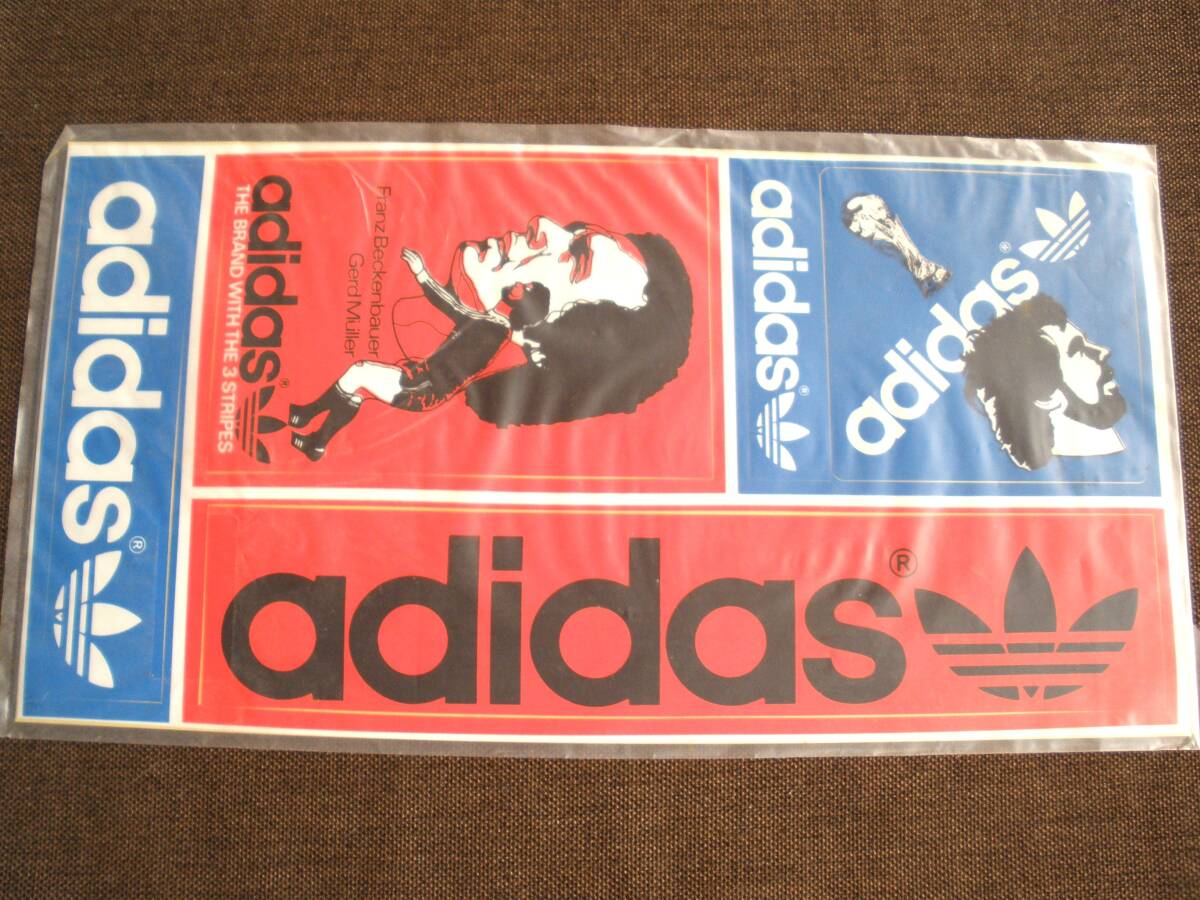 adidas®
Franz Beckenbauer
Gerd Müller
adidas®
THE BRAND WITH THE 3 STRIPES
adidas®
adidas®
adidas®